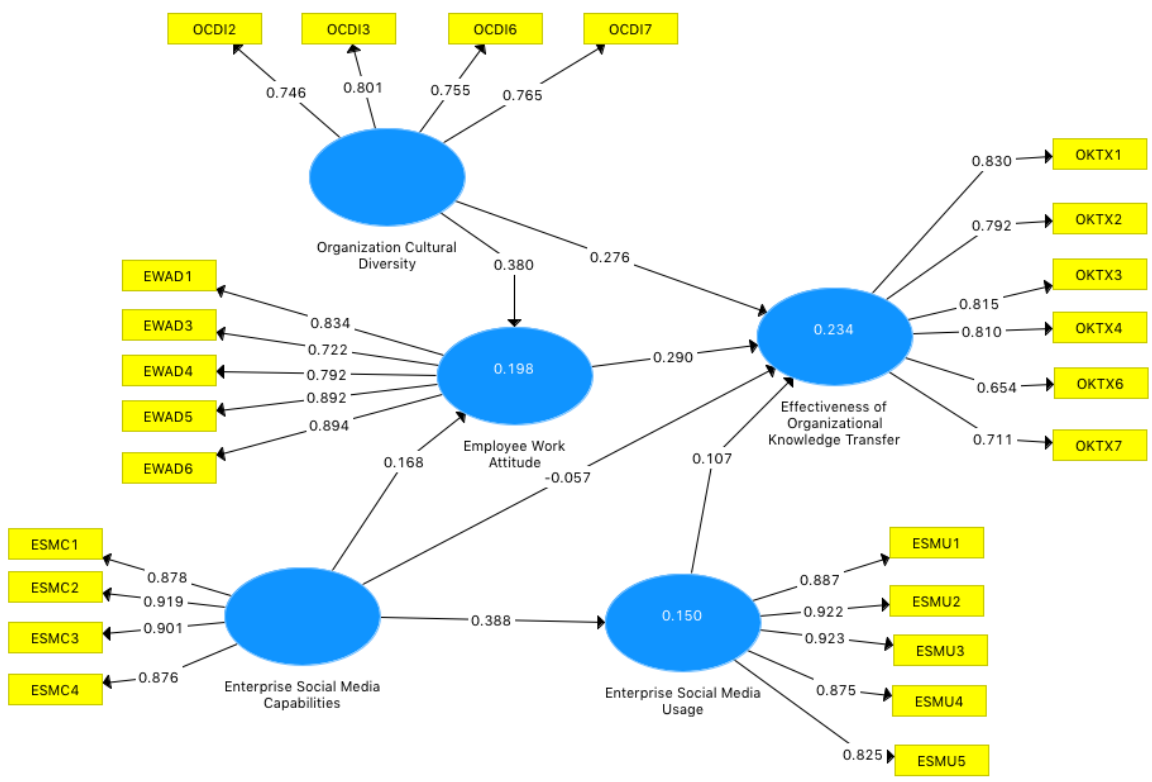 OCDI2
OCDI3
OCDI6
OCDI7
0.746
0.801
0.755
0.765
Organization Cultural
Diversity
0.380
0.276
EWAD1
EWAD3
EWAD4
EWAD5
EWAD6
0.834
0.722
0.792
0.892
0.894
0.198
Employee Work
Attitude
0.290
0.234
Effectiveness of
Organizational
Knowledge Transfer
0.830
0.792
0.815
0.810
0.654
0.711
OKTX1
OKTX2
OKTX3
OKTX4
OKTX6
OKTX7
0.168
-0.057
0.107
ESMC1
ESMC2
ESMC3
ESMC4
0.878
0.919
0.901
0.876
Enterprise Social Media
Capabilities
0.388
0.150
Enterprise Social Media
Usage
0.887
0.922
0.923
0.875
0.825
ESMU1
ESMU2
ESMU3
ESMU4
ESMU5